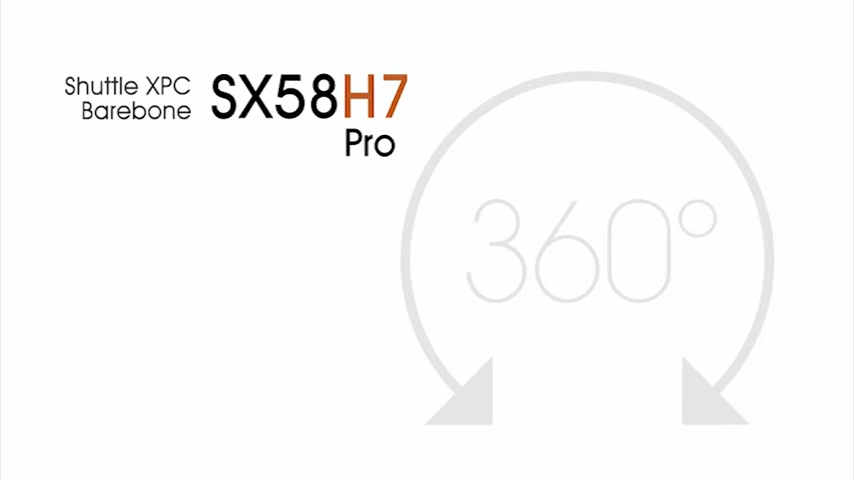 Shuttle XPC
Barebone
SX58H7
Pro
360°